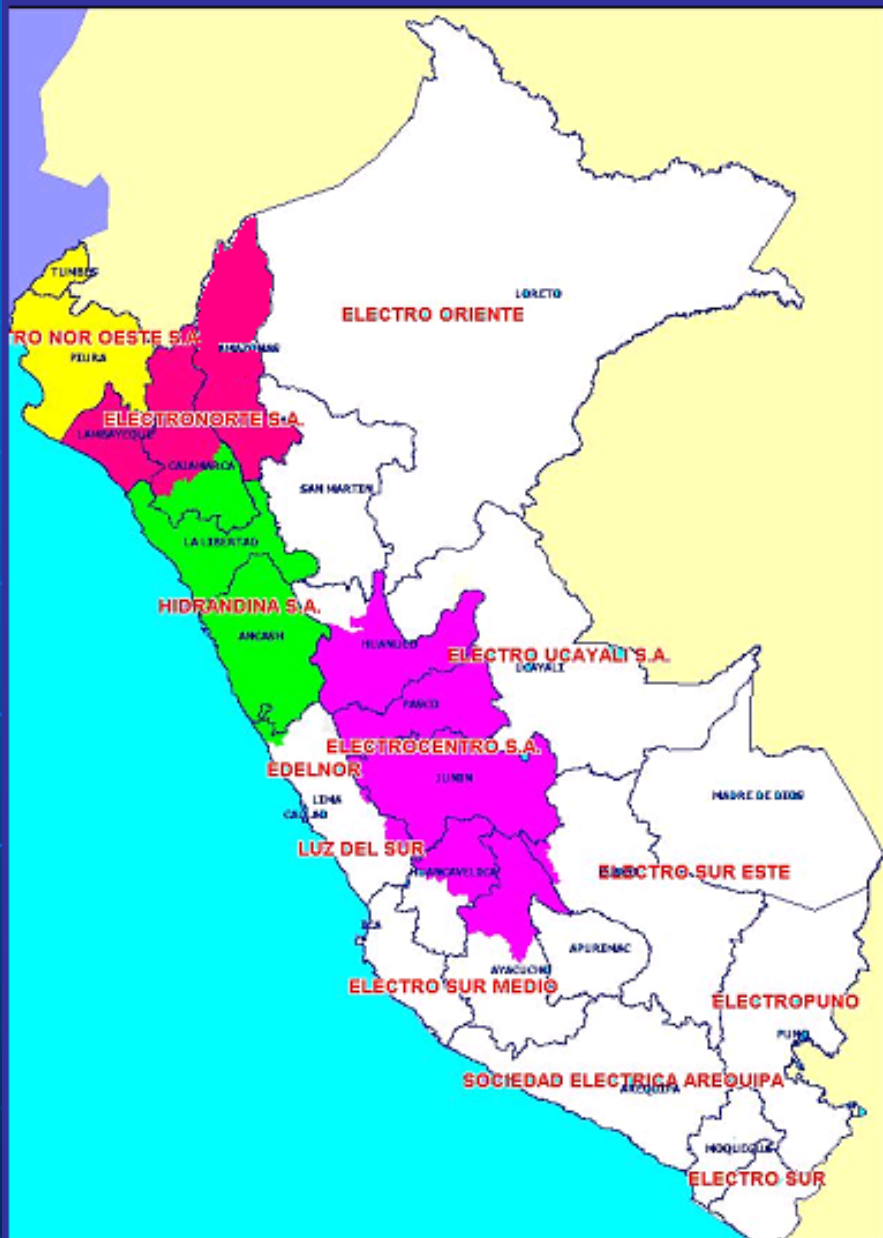 TUMBES
LORETO
ELECTRO ORIENTE
TRO NOR OESTE S.A.
AMAZONAS
PIURA
ELECTRONORTE S.A.
LAMBAYEQUE
CAJAMARCA
SAN MARTIN
LA LIBERTAD
HIDRANDINA S.A.
ANCASH
HUANUCO
ELECTRO UCAYALI S.A.
UCAYALI
PASCO
ELECTROCENTRO S.A.
EDELNOR
JUNIN
MADRE DE DIOS
LIMA
CALLAO
LUZ DEL SUR
HUANCAVELICA
ELECTRO SUR ESTE
ICA
APURIMAC
AYACUCHO
ELECTRO SUR MEDIO
ELECTROPUNO
PUNO
SOCIEDAD ELECTRICA AREQUIPA
AREQUIPA
MOQUEGUA
ELECTRO SUR